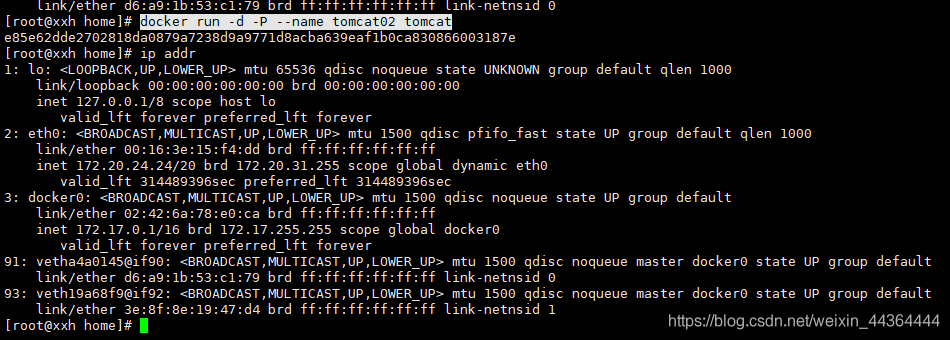 link/ether d6:a9:1b:53:c1:79 brd ff:ff:ff:ff:ff:ff link-netnsid 0
[root@xxh home]# docker run -d -P --name tomcat02 tomcat
e85e62dde2702818da0879a7238d9a9771d8acba639eaf1b0ca830866003187e
[root@xxh home]# ip addr
1: lo: <LOOPBACK,UP,LOWER_UP> mtu 65536 qdisc noqueue state UNKNOWN group default qlen 1000
    link/loopback 00:00:00:00:00:00 brd 00:00:00:00:00:00
    inet 127.0.0.1/8 scope host lo
       valid_lft forever preferred_lft forever
2: eth0: <BROADCAST,MULTICAST,UP,LOWER_UP> mtu 1500 qdisc pfifo_fast state UP group default qlen 1000
    link/ether 00:16:3e:15:f4:dd brd ff:ff:ff:ff:ff:ff
    inet 172.20.24.24/20 brd 172.20.31.255 scope global dynamic eth0
       valid_lft 314489396sec preferred_lft 314489396sec
3: docker0: <BROADCAST,MULTICAST,UP,LOWER_UP> mtu 1500 qdisc noqueue state UP group default
    link/ether 02:42:6a:78:e0:ca brd ff:ff:ff:ff:ff:ff
    inet 172.17.0.1/16 brd 172.17.255.255 scope global docker0
       valid_lft forever preferred_lft forever
91: vetha4a0145@if90: <BROADCAST,MULTICAST,UP,LOWER_UP> mtu 1500 qdisc noqueue master docker0 state UP group default
    link/ether d6:a9:1b:53:c1:79 brd ff:ff:ff:ff:ff:ff link-netnsid 0
93: veth19a68f9@if92: <BROADCAST,MULTICAST,UP,LOWER_UP> mtu 1500 qdisc noqueue master docker0 state UP group default
    link/ether 3e:8f:8e:19:47:d4 brd ff:ff:ff:ff:ff:ff link-netnsid 1
[root@xxh home]#
https://blog.csdn.net/weixin_44364444